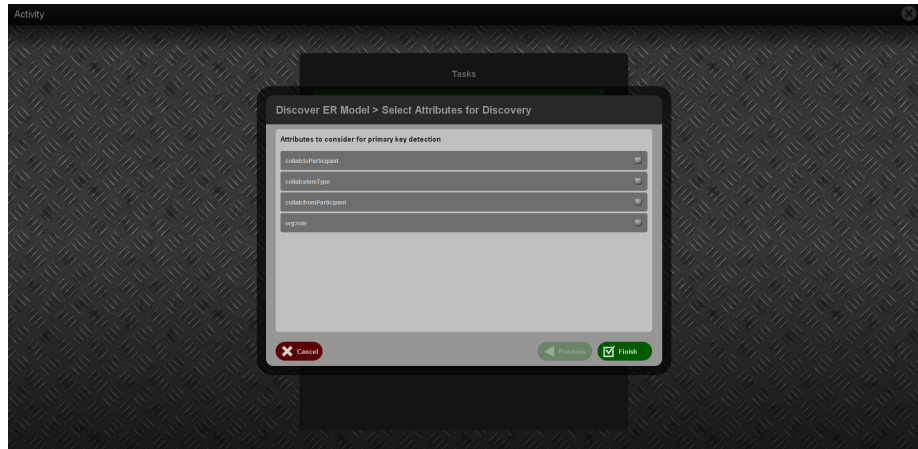 Activity
Tasks
Discover ER Model > Select Attributes for Discovery
Attributes to consider for primary key detection
collab:toParticipant
collab:elemType
collab:fromParticipant
org:role
Cancel
Previous
Finish